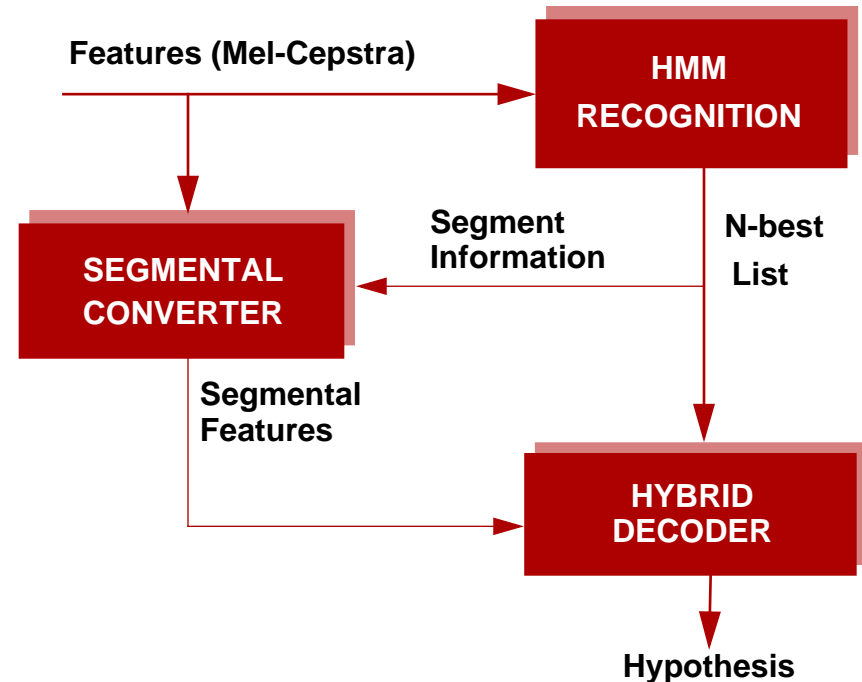 Features (Mel-Cepstra)
HMM
RECOGNITION
Segment
Information
N-best
List
SEGMENTAL
CONVERTER
Segmental
Features
HYBRID
DECODER
Hypothesis